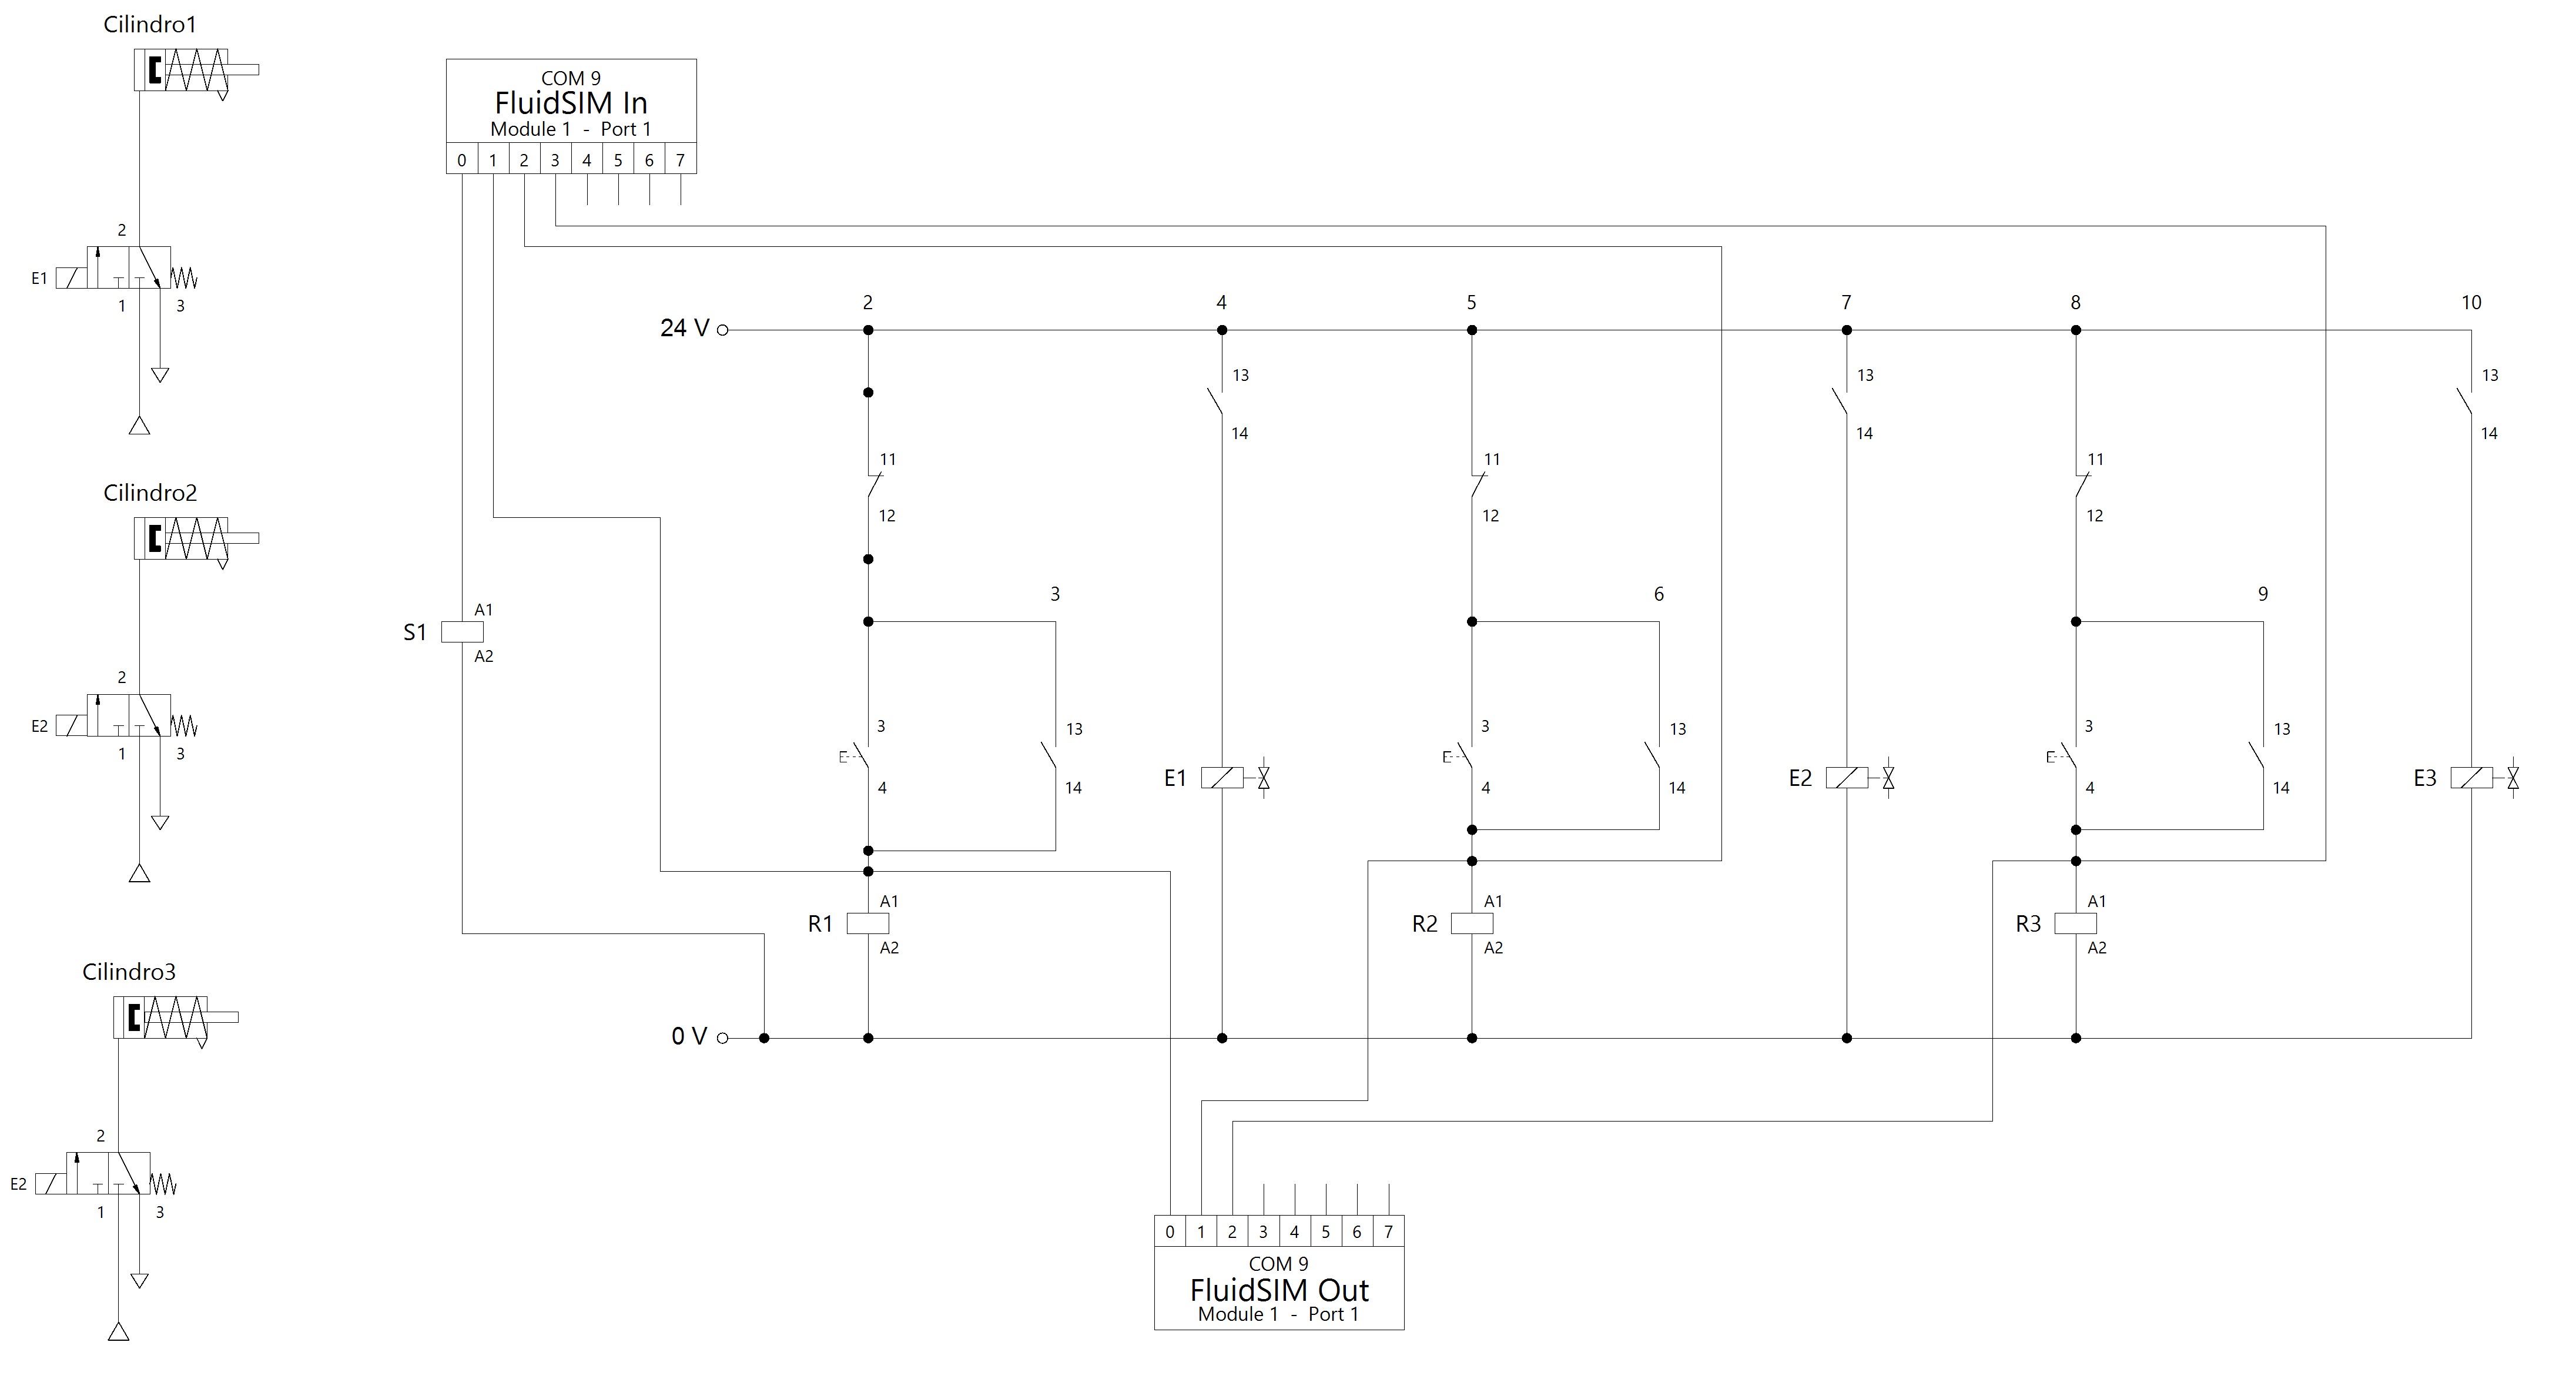 Cilindro1
2
E1
1
3
Cilindro2
2
E2
1
3
Cilindro3
2
E2
1
3
COM 9
FluidSIM In
Module 1 - Port 1
0 1 2 3 4 5 6 7
2 4 5 7 8 10
24 V
13 13 13
14 14 14
11 11 11
12 12 12
3 6 9
A1
S1
A2
3 13 3 13 3 13
E1 E2 E3
4 14 4 14 4 14
A1 A1 A1
R1 R2 R3
A2 A2 A2
0 V
0 1 2 3 4 5 6 7
COM 9
FluidSIM Out
Module 1 - Port 1